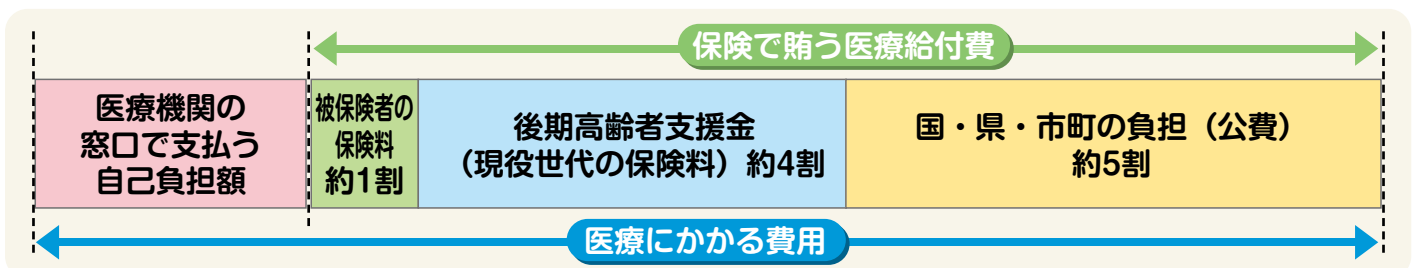 保険で賄う医療給付費
医療機関の
窓口で支払う
自己負担額
被保険者の
保険料
約1割
後期高齢者支援金
（現役世代の保険料）約4割
国・県・市町の負担（公費）
約5割
医療にかかる費用